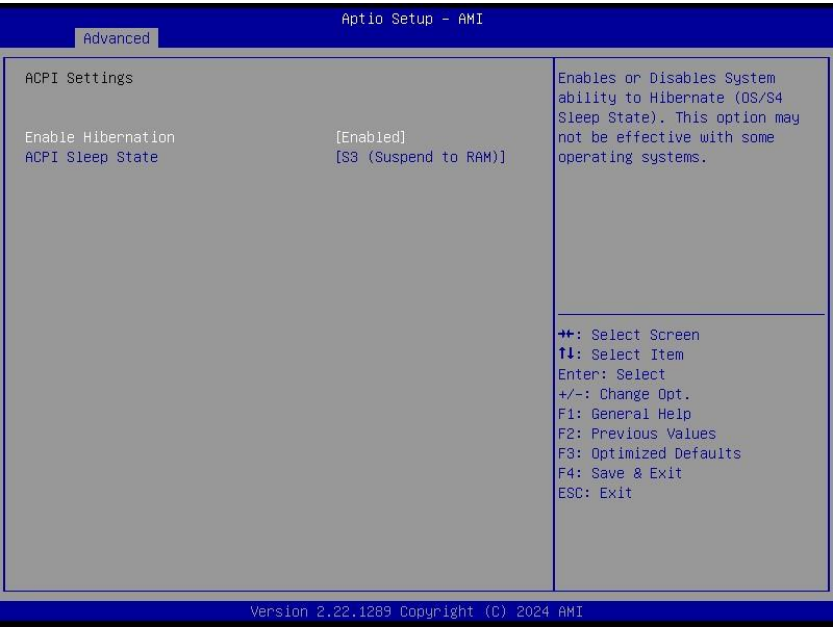 Aptio Setup - AMI
Advanced
ACPI Settings
Enable Hibernation [Enabled]
ACPI Sleep State [S3 (Suspend to RAM)]
Enables or Disables System
ability to Hibernate (OS/S4
Sleep State). This option may
not be effective with some
operating systems.
→←: Select Screen
↑↓: Select Item
Enter: Select
+/-: Change Opt.
F1: General Help
F2: Previous Values
F3: Optimized Defaults
F4: Save & Exit
ESC: Exit
Version 2.22.1289 Copyright (C) 2024 AMI